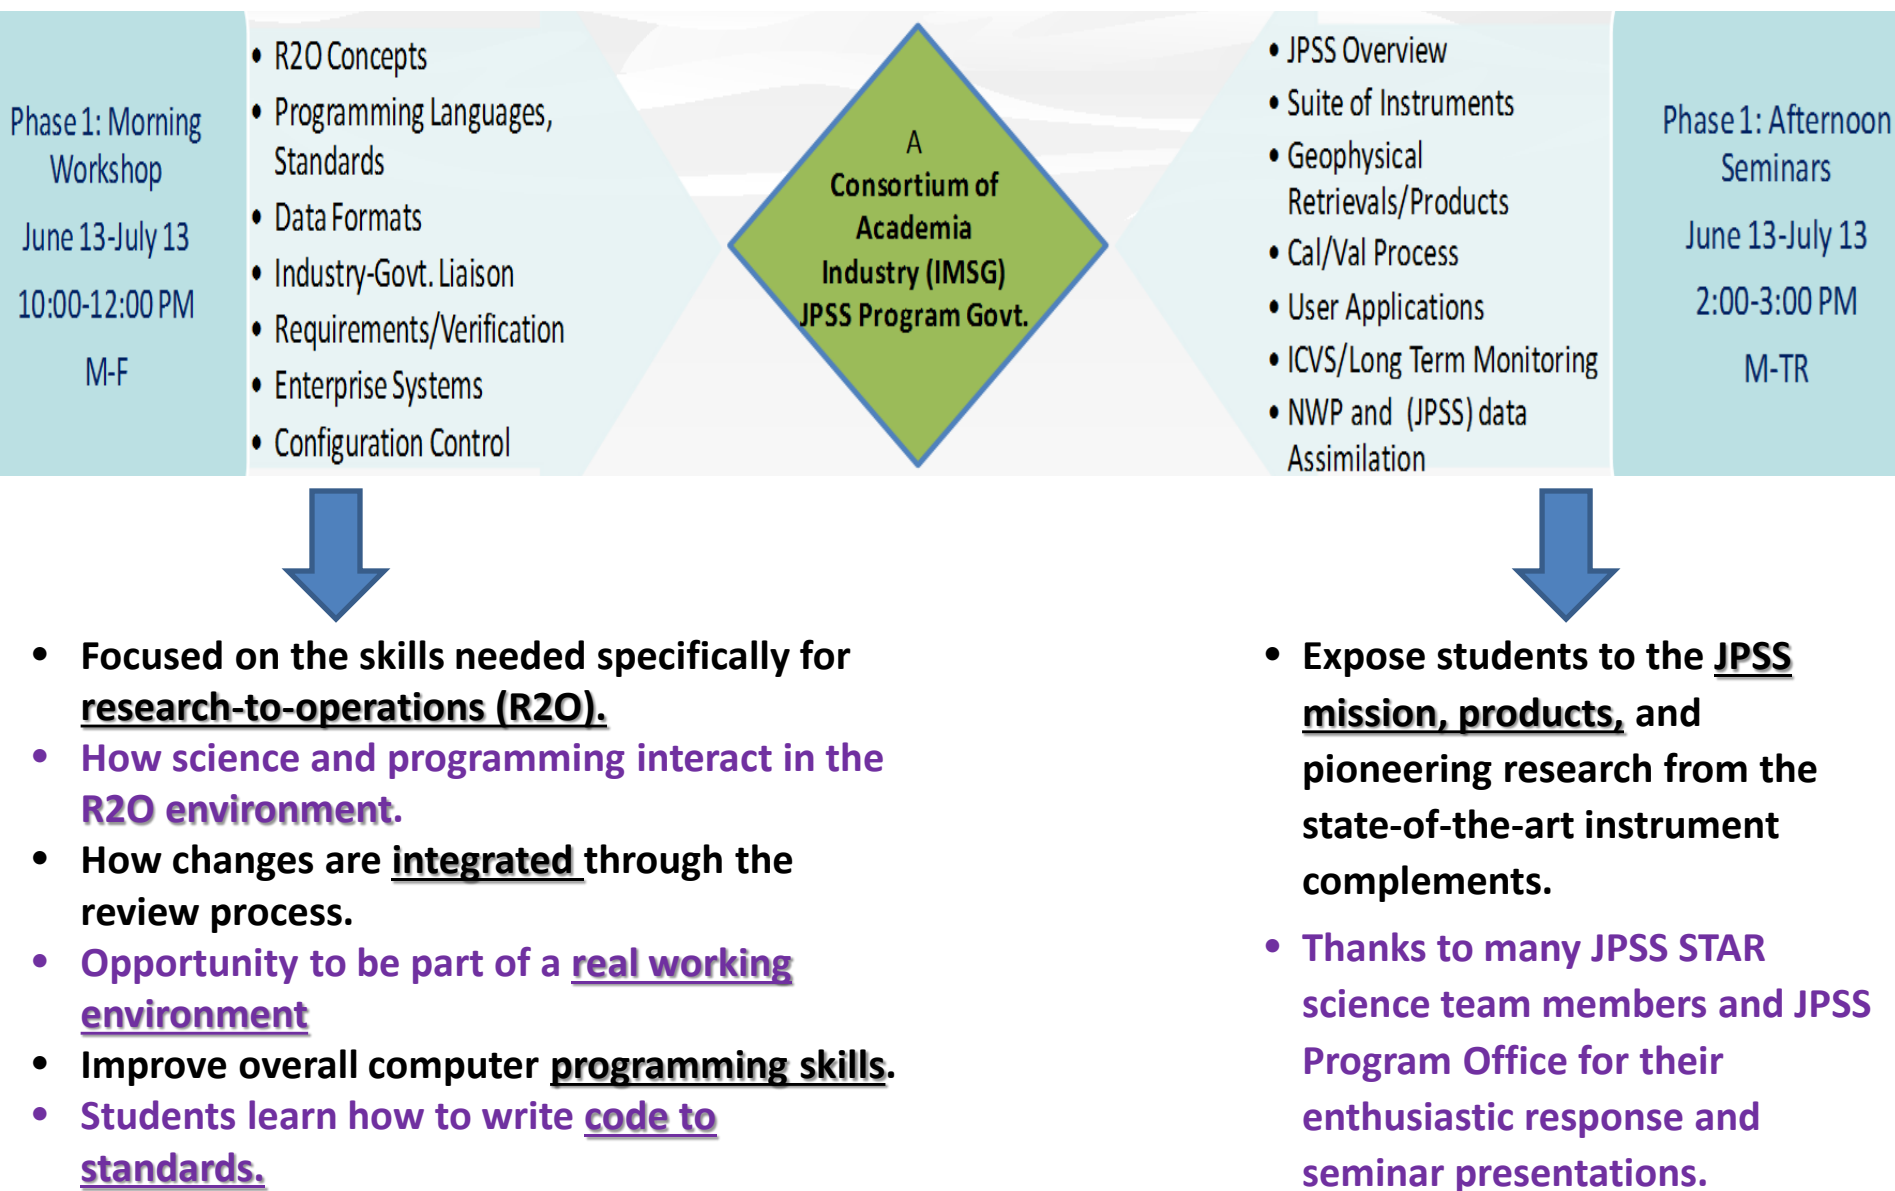 Phase 1: Morning
Workshop
June 13-July 13
10:00-12:00 PM
M-F
• R2O Concepts
• Programming Languages,
Standards
• Data Formats
• Industry-Govt. Liaison
• Requirements/Verification
• Enterprise Systems
• Configuration Control
A
Consortium of
Academia
Industry (IMSG)
JPSS Program Govt.
• JPSS Overview
• Suite of Instruments
• Geophysical
Retrievals/Products
• Cal/Val Process
• User Applications
• ICVS/Long Term Monitoring
• NWP and (JPSS) data
Assimilation
Phase 1: Afternoon
Seminars
June 13-July 13
2:00-3:00 PM
M-TR
• Focused on the skills needed specifically for
research-to-operations (R2O).
• How science and programming interact in the
R2O environment.
• How changes are integrated through the
review process.
• Opportunity to be part of a real working
environment
• Improve overall computer programming skills.
• Students learn how to write code to
standards.
• Expose students to the JPSS
mission, products, and
pioneering research from the
state-of-the-art instrument
complements.
• Thanks to many JPSS STAR
science team members and JPSS
Program Office for their
enthusiastic response and
seminar presentations.